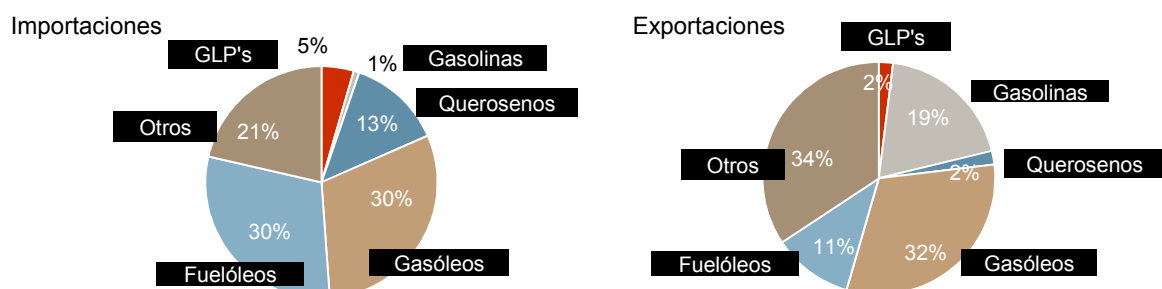 Importaciones
GLP's
5%
1%
Gasolinas
Querosenos
13%
Otros
21%
30%
30%
Fuelóleos
Gasóleos
Exportaciones
GLP's
2%
Gasolinas
19%
Otros
34%
2%
Querosenos
11%
32%
Fuelóleos
Gasóleos